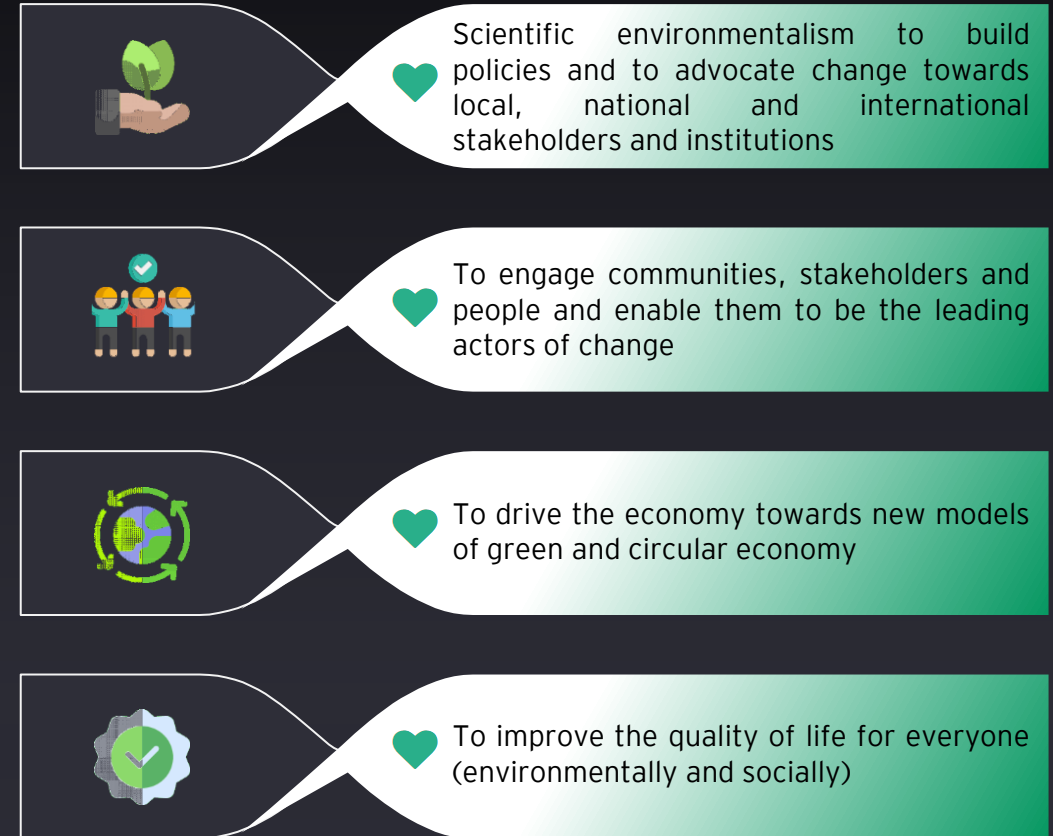 Scientific environmentalism to build
policies and to advocate change towards
local, national and international
stakeholders and institutions
To engage communities, stakeholders and
people and enable them to be the leading
actors of change
To drive the economy towards new models
of green and circular economy
To improve the quality of life for everyone
(environmentally and socially)